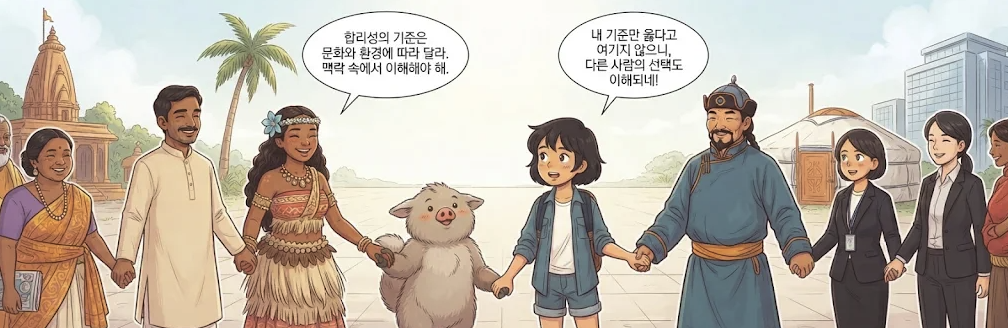 합리성의 기준은
문화와 환경에 따라 달라.
맥락 속에서 이해해야 해.
내 기준만 옳다고
여기지 않으니,
다른 사람의 선택도
이해되네!